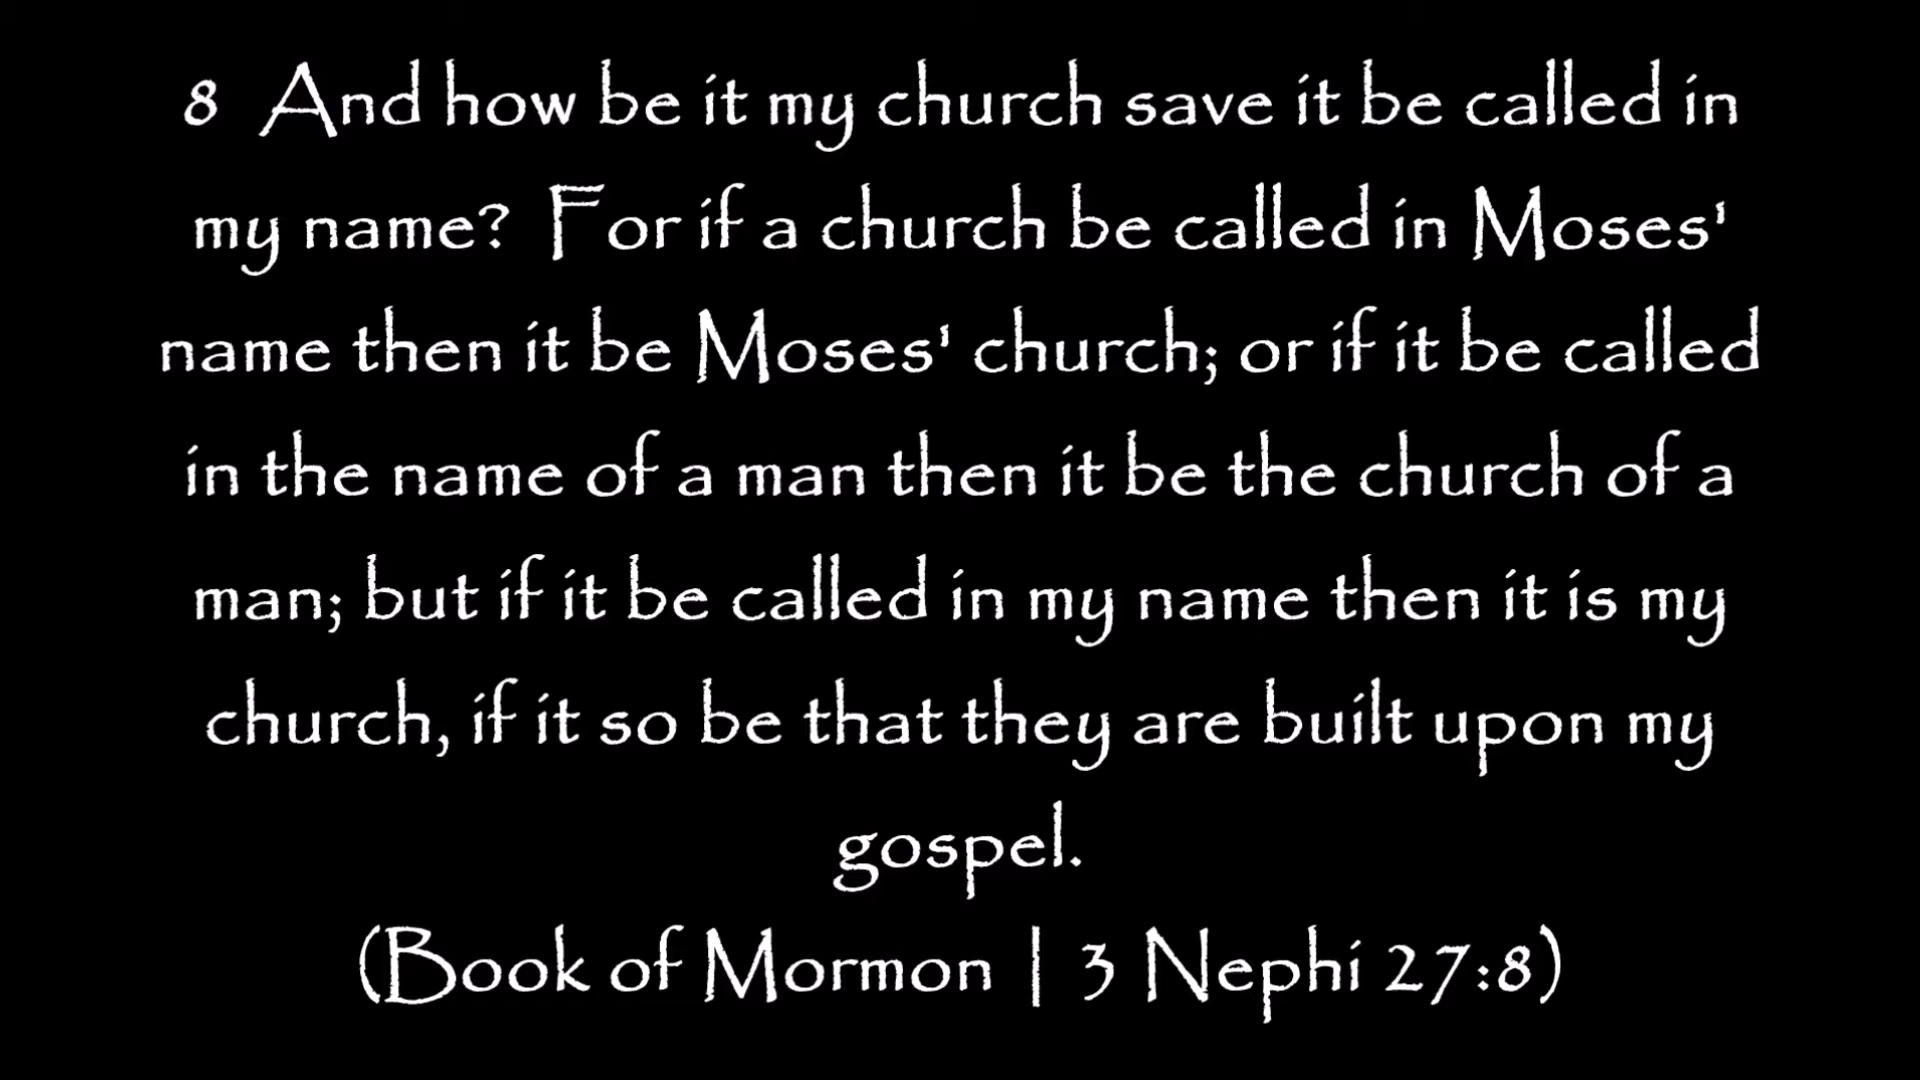 8 And how be it my church save it be called in
my name? For if a church be called in Moses'
name then it be Moses' church; or if it be called
in the name of a man then it be the church of a
man; but if it be called in my name then it is my
church, if it so be that they are built upon my
gospel.
(Book of Mormon | 3 Nephi 27:8)